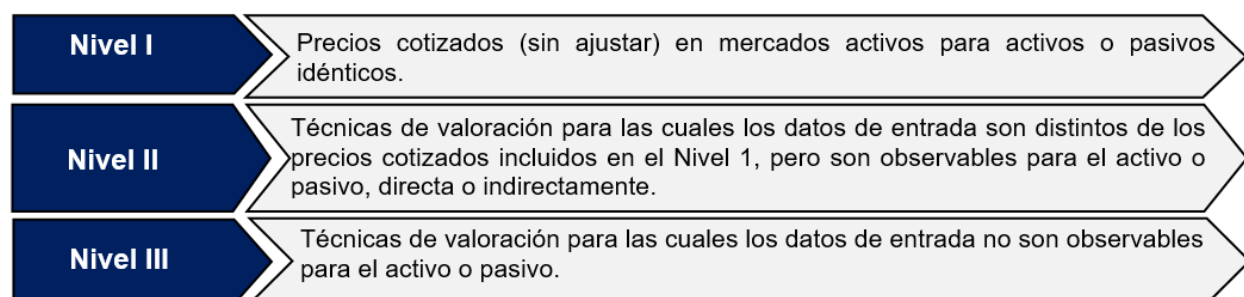 Nivel I
Precios cotizados (sin ajustar) en mercados activos para activos o pasivos
idénticos.
Nivel II
Técnicas de valoración para las cuales los datos de entrada son distintos de los
precios cotizados incluidos en el Nivel 1, pero son observables para el activo o
pasivo, directa o indirectamente.
Nivel III
Técnicas de valoración para las cuales los datos de entrada no son observables
para el activo o pasivo.